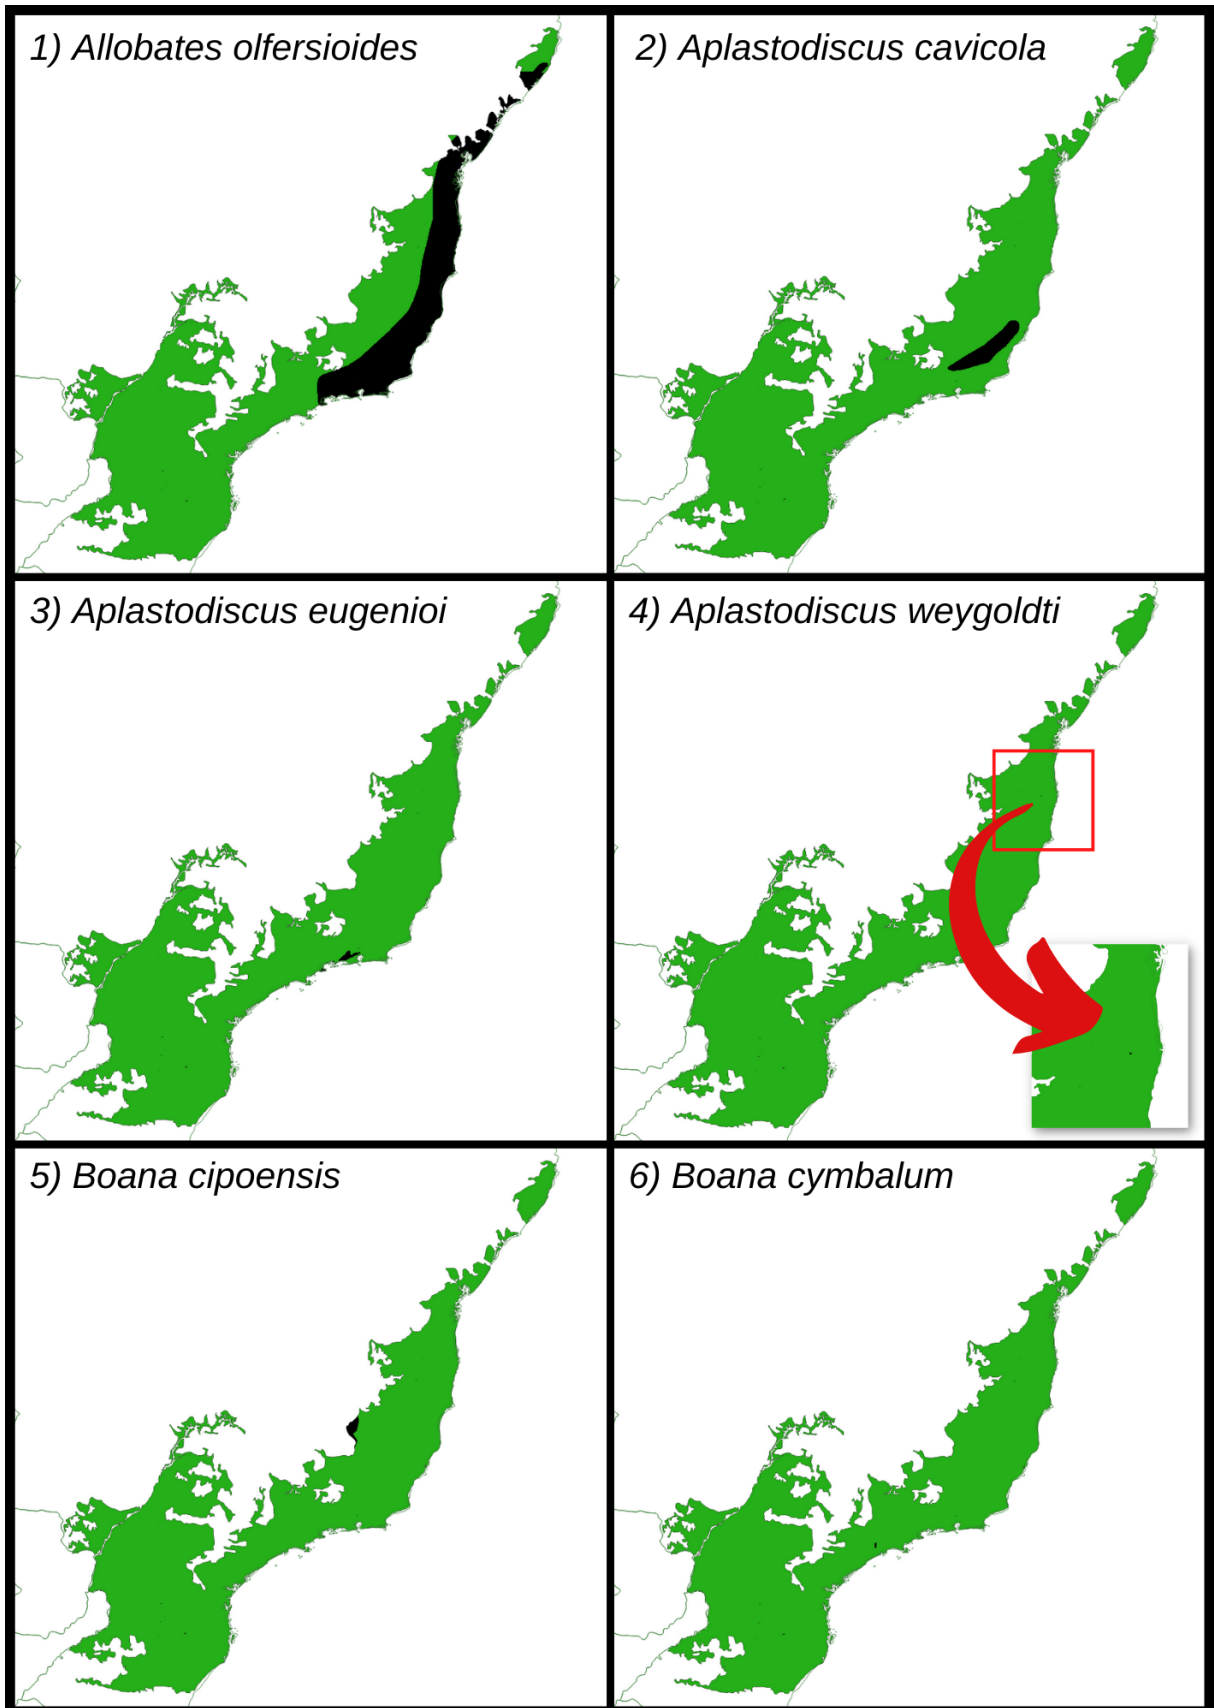 1) Allobates olfersioides
2) Aplastodiscus cavicola
3) Aplastodiscus eugenioi
4) Aplastodiscus weygoldti
5) Boana cipoensis
6) Boana cymbalum